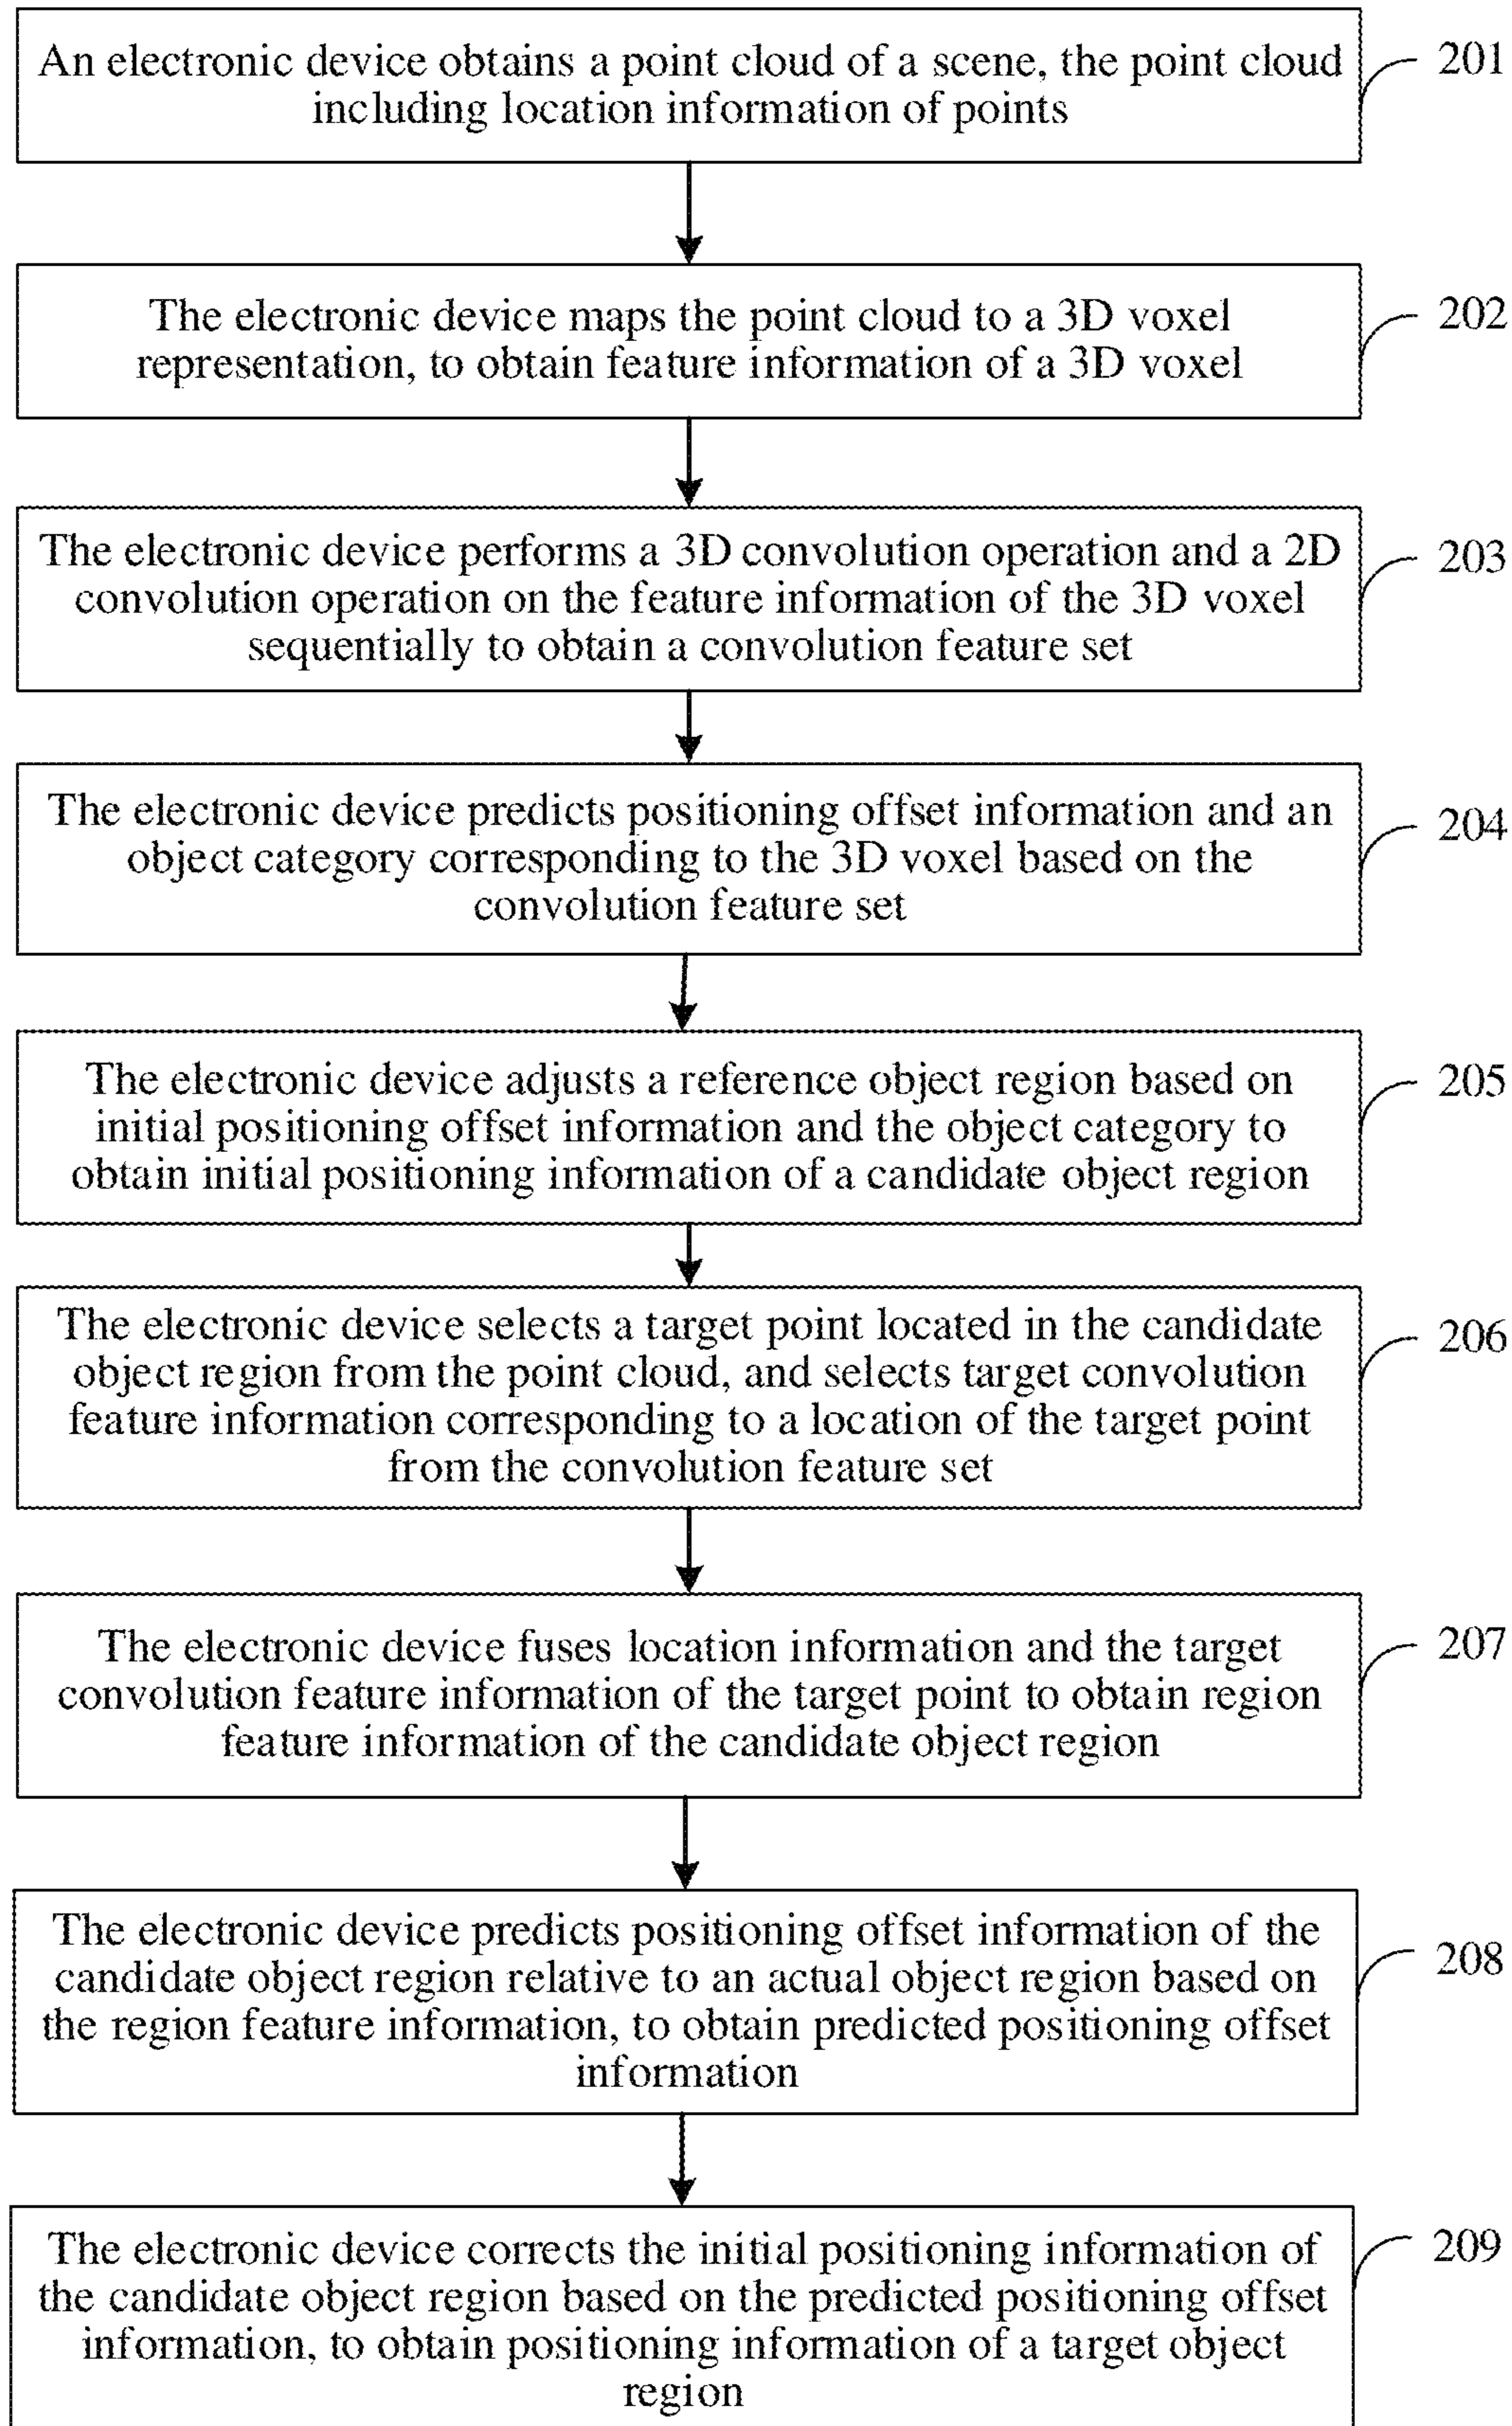 An electronic device obtains a point cloud of a scene, the point cloud
including location information of points
201
The electronic device maps the point cloud to a 3D voxel
representation, to obtain feature information of a 3D voxel
202
The electronic device performs a 3D convolution operation and a 2D
convolution operation on the feature information of the 3D voxel
sequentially to obtain a convolution feature set
203
The electronic device predicts positioning offset information and an
object category corresponding to the 3D voxel based on the
convolution feature set
204
The electronic device adjusts a reference object region based on
initial positioning offset information and the object category to
obtain initial positioning information of a candidate object region
205
The electronic device selects a target point located in the candidate
object region from the point cloud, and selects target convolution
feature information corresponding to a location of the target point
from the convolution feature set
206
The electronic device fuses location information and the target
convolution feature information of the target point to obtain region
feature information of the candidate object region
207
The electronic device predicts positioning offset information of the
candidate object region relative to an actual object region based on
the region feature information, to obtain predicted positioning offset
information
208
The electronic device corrects the initial positioning information of
the candidate object region based on the predicted positioning offset
information, to obtain positioning information of a target object
region
209